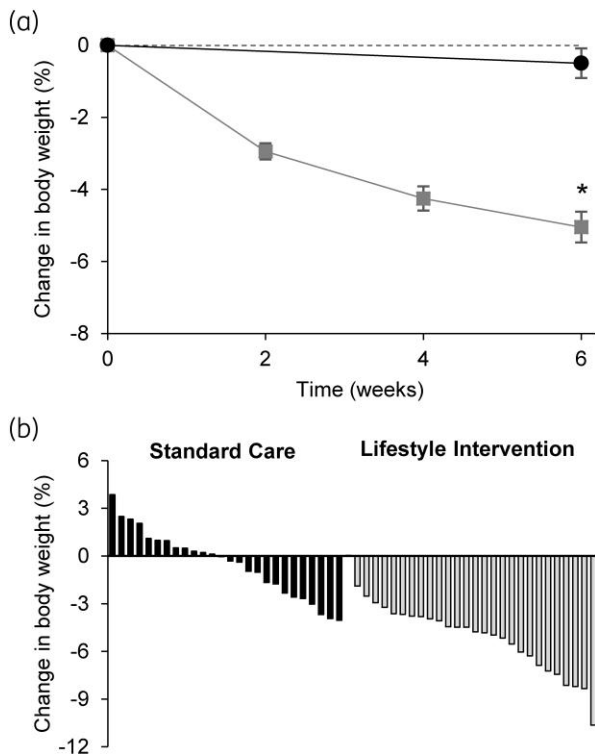 (a)
0
-2
-4
-6
-8
Change in body weight (%)
*
0 2 4 6
Time (weeks)
(b)
Standard Care Lifestyle Intervention
6
3
0
-3
-6
-9
-12
Change in body weight (%)